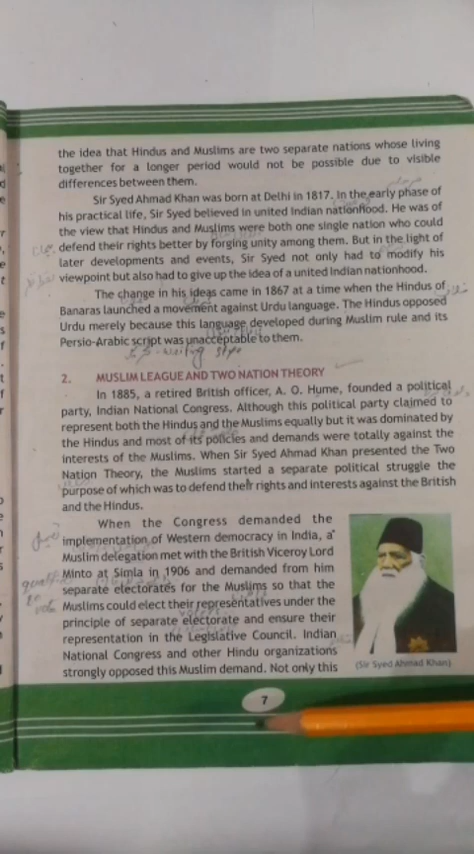 the idea that Hindus and Muslims are two separate nations whose living
together for a longer period would not be possible due to visible
differences between them.
Sir Syed Ahmad Khan was born at Delhi in 1817. In the early phase of
his practical life, Sir Syed believed in united Indian nationhood. He was of
the view that Hindus and Muslims were both one single nation who could
defend their rights better by forging unity among them. But in the light of
later developments and events, Sir Syed not only had to modify his
viewpoint but also had to give up the idea of a united Indian nationhood.
The change in his ideas came in 1867 at a time when the Hindus of
Banaras launched a movement against Urdu language. The Hindus opposed
Urdu merely because this language developed during Muslim rule and its
Persio-Arabic script was unacceptable to them.
2. MUSLIM LEAGUE AND TWO NATION THEORY
In 1885, a retired British officer, A. O. Hume, founded a political
party, Indian National Congress. Although this political party claimed to
represent both the Hindus and the Muslims equally but it was dominated by
the Hindus and most of its policies and demands were totally against the
interests of the Muslims. When Sir Syed Ahmad Khan presented the Two
Nation Theory, the Muslims started a separate political struggle the
purpose of which was to defend their rights and interests against the British
and the Hindus.
When the Congress demanded the
implementation of Western democracy in India, a
Muslim delegation met with the British Viceroy Lord
Minto at Simla in 1906 and demanded from him
separate electorates for the Muslims so that the
Muslims could elect their representatives under the
principle of separate electorate and ensure their
representation in the Legislative Council. Indian
National Congress and other Hindu organizations
strongly opposed this Muslim demand. Not only this
(Sir Syed Ahmad Khan)
7